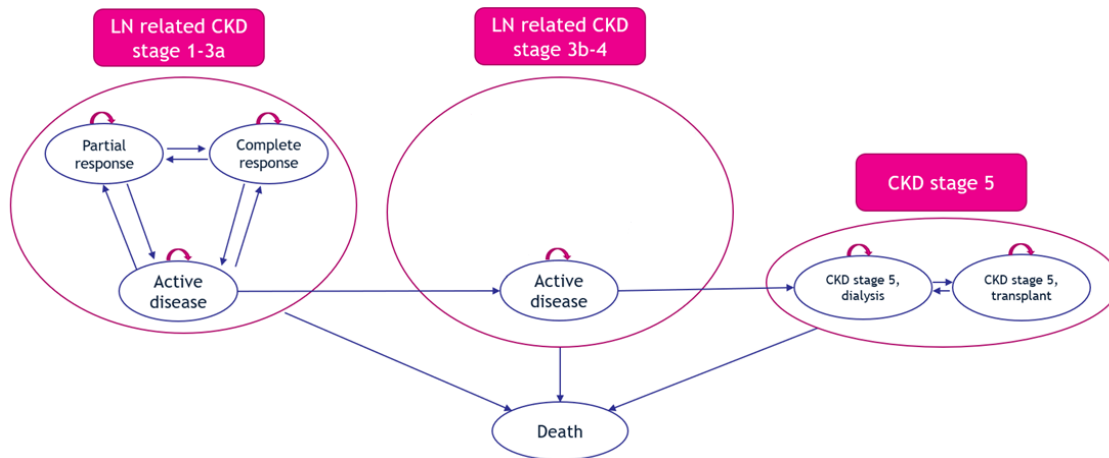 LN related CKD
stage 1-3a
LN related CKD
stage 3b-4
Partial
response
Complete
response
CKD stage 5
Active
disease
Active
disease
CKD stage 5,
dialysis
CKD stage 5,
transplant
Death